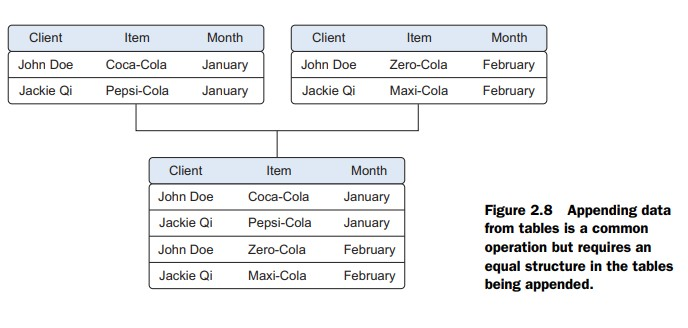 Client Item Month
John Doe Coca-Cola January
Jackie Qi Pepsi-Cola January
Client Item Month
John Doe Zero-Cola February
Jackie Qi Maxi-Cola February
Client Item Month
John Doe Coca-Cola January
Jackie Qi Pepsi-Cola January
John Doe Zero-Cola February
Jackie Qi Maxi-Cola February
Figure 2.8 Appending data
from tables is a common
operation but requires an
equal structure in the tables
being appended.